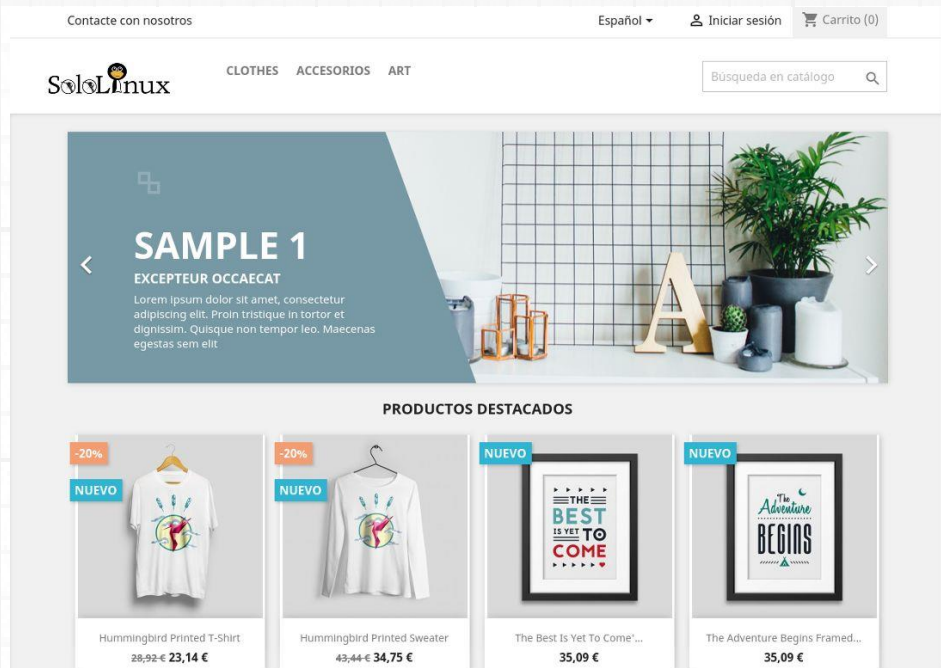 Contacte con nosotros
Español
Iniciar sesión
Carrito (0)
SoloLinux
CLOTHES
ACCESORIOS
ART
Búsqueda en catálogo
SAMPLE 1
EXCEPTEUR OCCAECAT
Lorem ipsum dolor sit amet, consectetur
adipiscing elit. Proin tristique in tortor et
dignissim. Quisque non tempor leo. Maecenas
egestas sem elit
A
PRODUCTOS DESTACADOS
-20%
NUEVO
Hummingbird Printed T-Shirt
28,92 € 23,14 €
-20%
NUEVO
Hummingbird Printed Sweater
43,44 € 34,75 €
NUEVO
THE
BEST
IS YET TO
COME
The Best Is Yet To Come'...
35,09 €
NUEVO
The
Adventure
BEGINS
The Adventure Begins Framed...
35,09 €